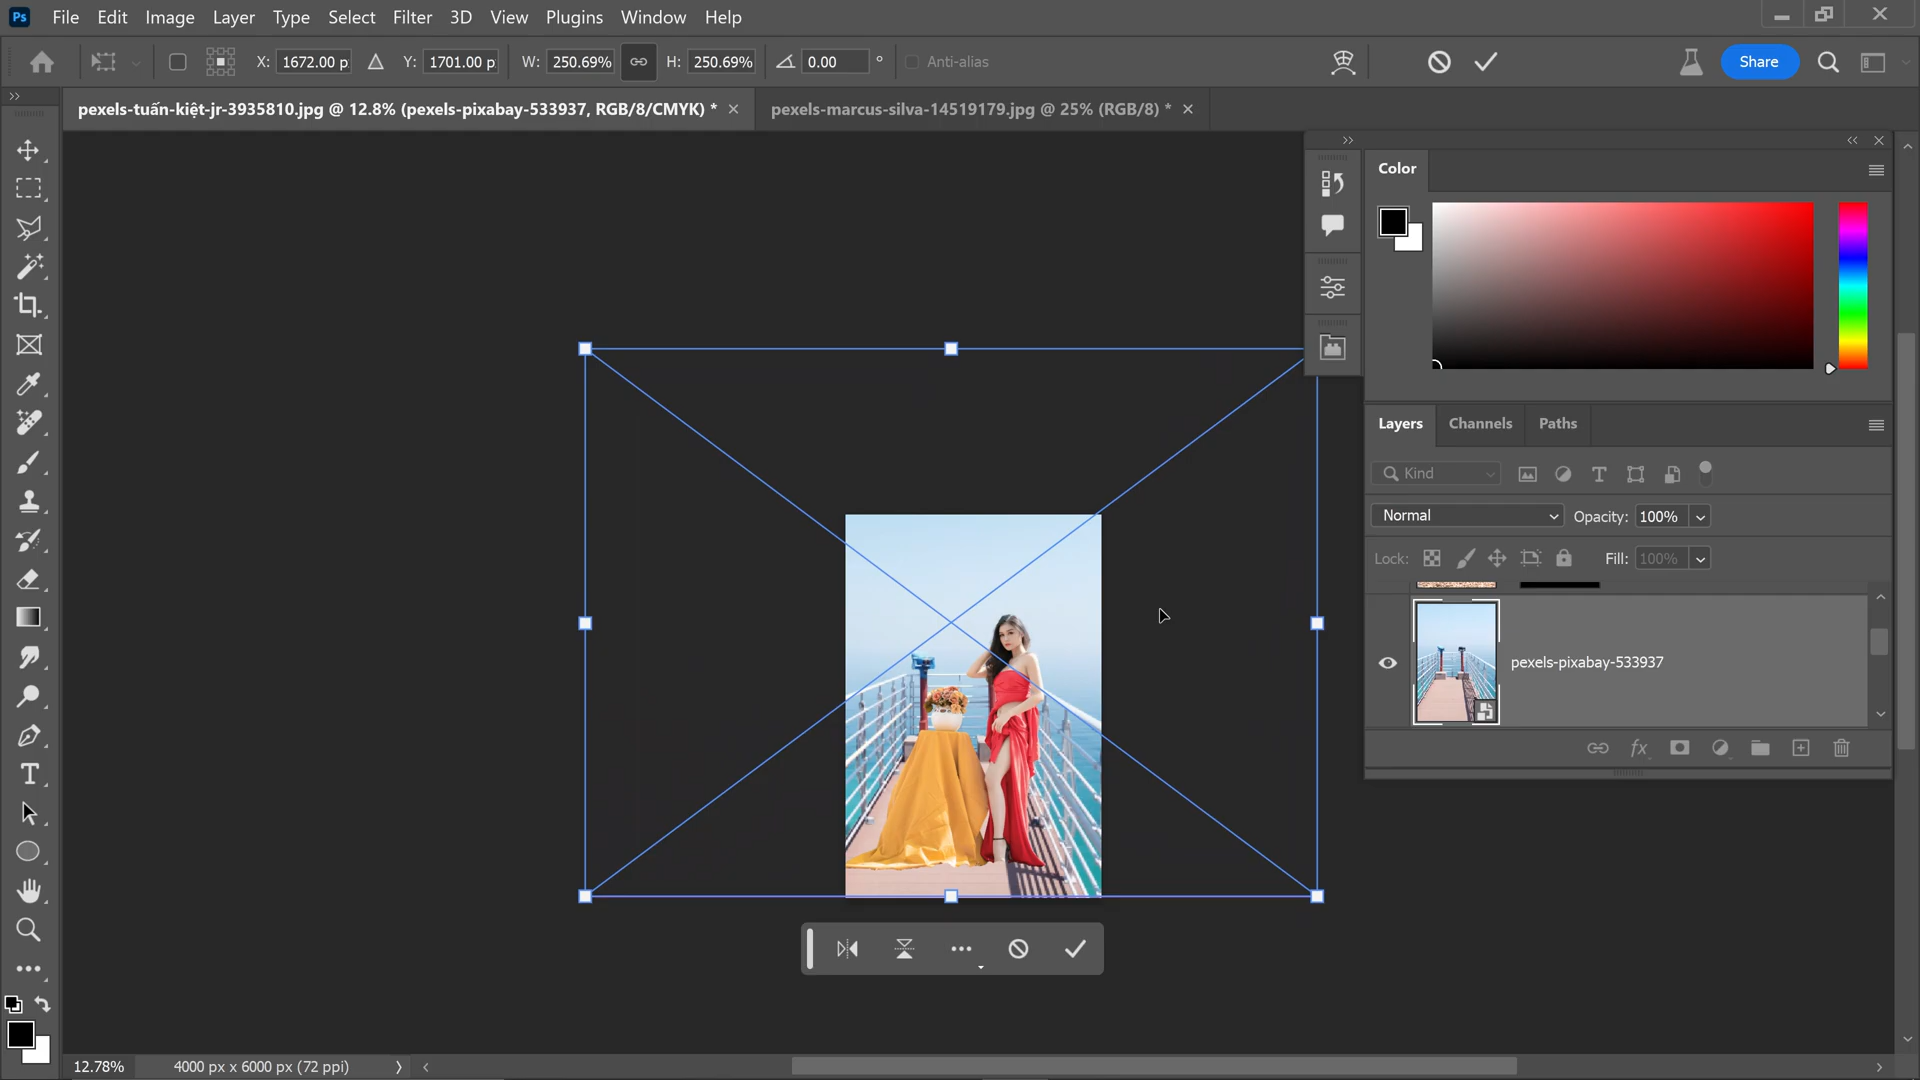 Ps File Edit Image Layer Type Select Filter 3D View Plugins Window Help
X: 1672.00 p Y: 1701.00 p W: 250.69% H: 250.69% 0.00 ° Anti-alias Share
pexels-tuấn-kiệt-jr-3935810.jpg @ 12.8% (pexels-pixabay-533937, RGB/8/CMYK) * pexels-marcus-silva-14519179.jpg @ 25% (RGB/8) *
Color
Layers Channels Paths
Kind
Normal Opacity: 100%
Lock: Fill: 100%
pexels-pixabay-533937
fx
12.78% 4000 px x 6000 px (72 ppi)